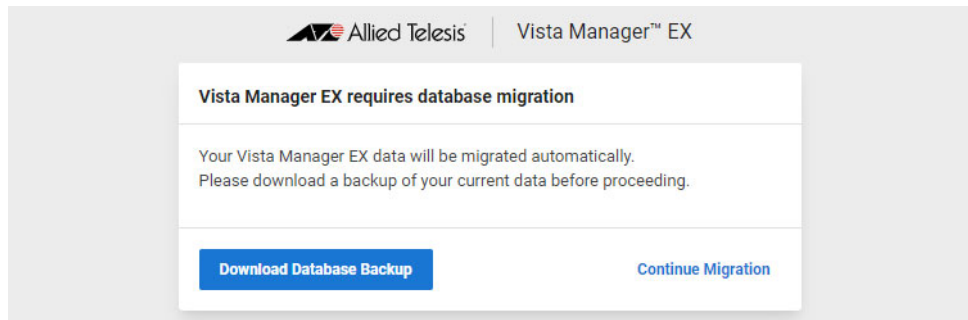 Allied Telesis Vista Manager™ EX
Vista Manager EX requires database migration
Your Vista Manager EX data will be migrated automatically.
Please download a backup of your current data before proceeding.
Download Database Backup Continue Migration